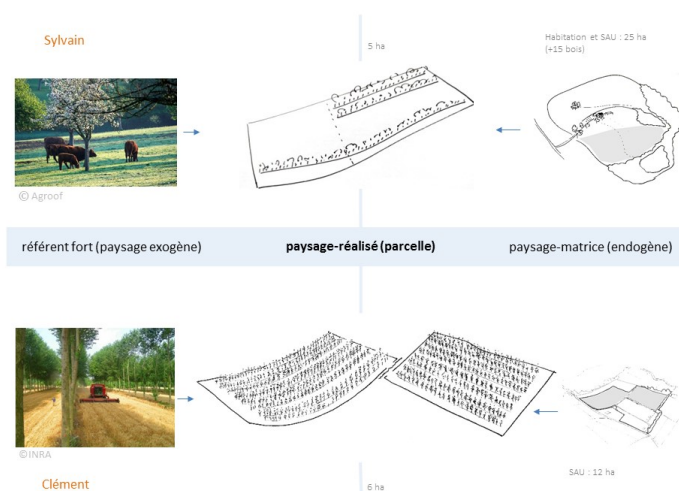 Sylvain
5 ha
Habitation et SAU : 25 ha
(+15 bois)
© Agroof
référent fort (paysage exogène)
paysage-réalisé (parcelle)
paysage-matrice (endogène)
©INRA
SAU : 12 ha
Clément
6 ha